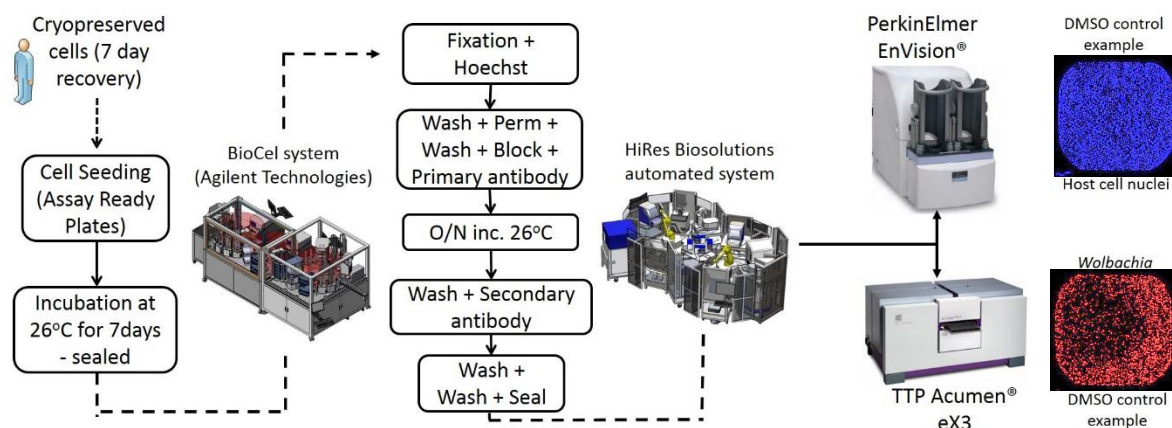 Cryopreserved
cells (7 day
recovery)
Cell Seeding
(Assay Ready
Plates)
Incubation at
26°C for 7days
- sealed
BioCel system
(Agilent Technologies)
Fixation +
Hoechst
Wash + Perm +
Wash + Block +
Primary antibody
O/N inc. 26°C
Wash + Secondary
antibody
Wash +
Wash + Seal
HiRes Biosolutions
automated system
PerkinElmer
EnVision®
TTP Acumen®
eX3
DMSO control
example
Host cell nuclei
Wolbachia
DMSO control
example